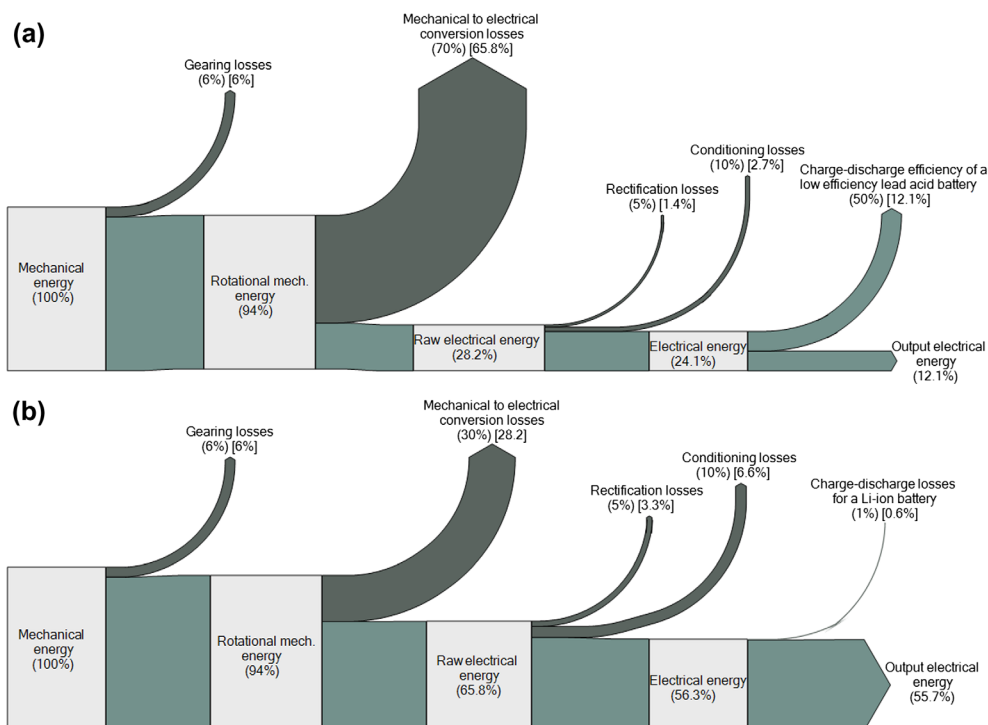 (a)
Mechanical to electrical
conversion losses
(70%) [65.8%]
Gearing losses
(6%) [6%]
Conditioning losses
(10%) [2.7%]
Rectification losses
(5%) [1.4%]
Charge-discharge efficiency of a
low efficiency lead acid battery
(50%) [12.1%]
Mechanical
energy
(100%)
Rotational mech.
energy
(94%)
Raw electrical energy
(28.2%)
Electrical energy
(24.1%)
Output electrical
energy
(12.1%)
(b)
Mechanical to electrical
conversion losses
(30%) [28.2]
Gearing losses
(6%) [6%]
Conditioning losses
(10%) [6.6%]
Rectification losses
(5%) [3.3%]
Charge-discharge losses
for a Li-ion battery
(1%) [0.6%]
Mechanical
energy
(100%)
Rotational mech.
energy
(94%)
Raw electrical
energy
(65.8%)
Electrical energy
(56.3%)
Output electrical
energy
(55.7%)